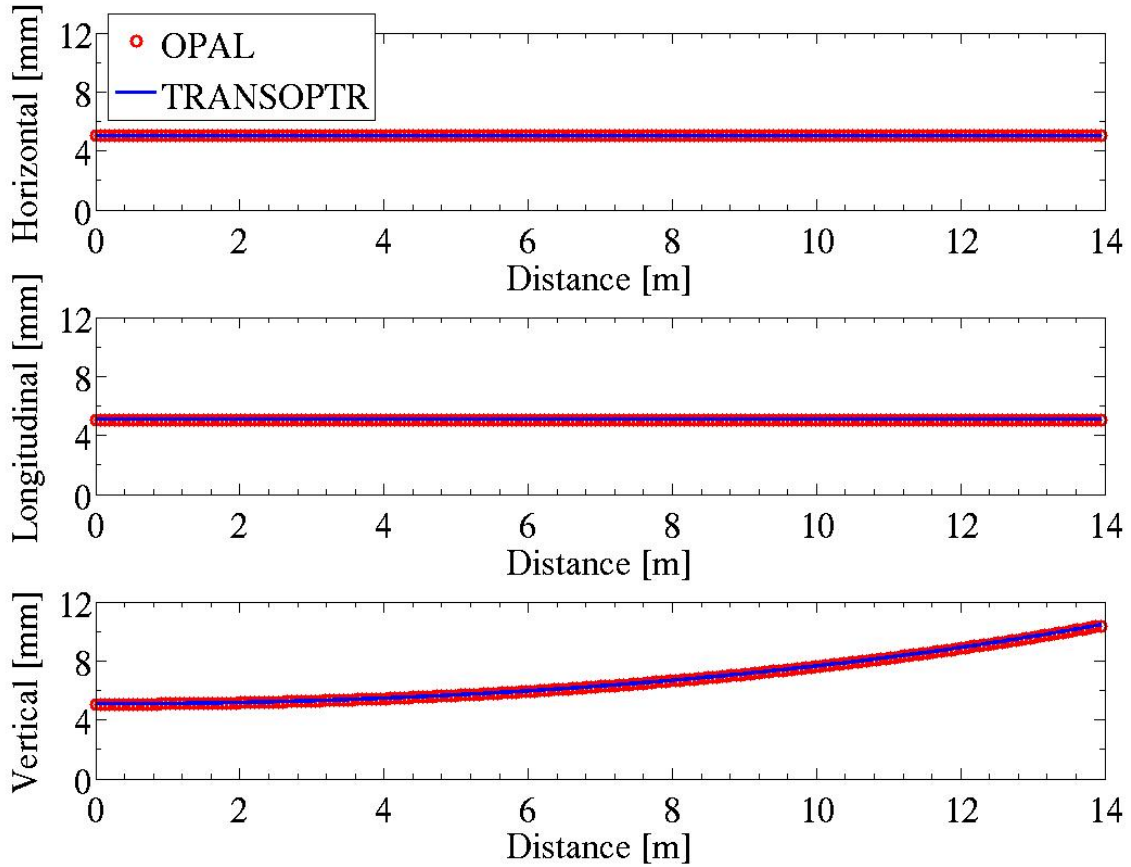 OPAL
TRANSOPTR
Horizontal [mm]
12
8
4
0
0 2 4 6 8 10 12 14
Distance [m]
Longitudinal [mm]
12
8
4
0
0 2 4 6 8 10 12 14
Distance [m]
Vertical [mm]
12
8
4
0
0 2 4 6 8 10 12 14
Distance [m]